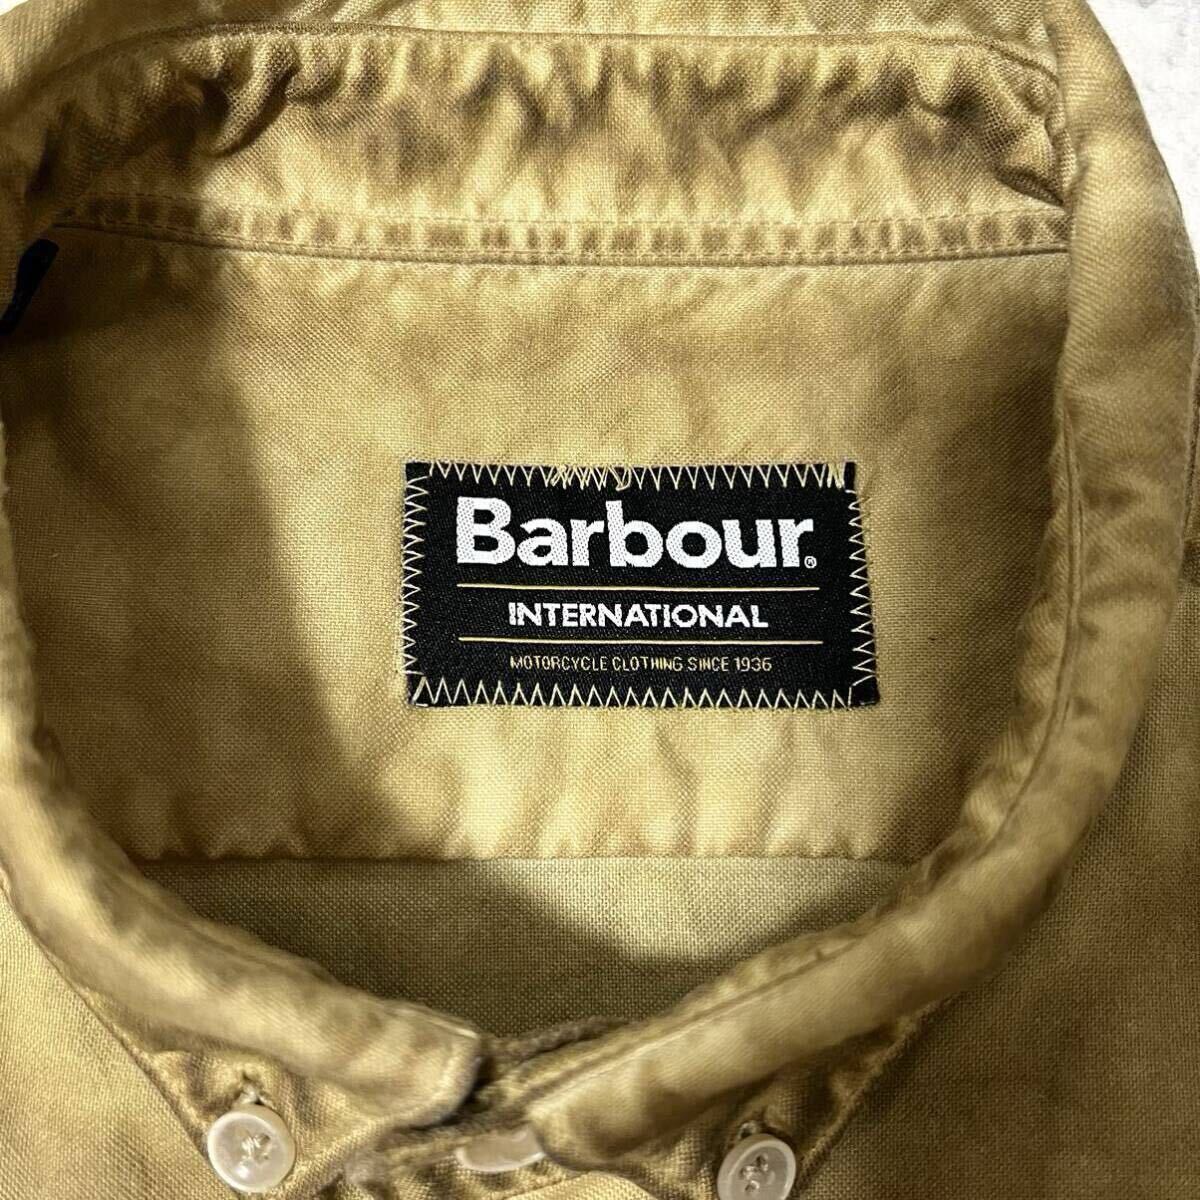 Barbour®
INTERNATIONAL
MOTORCYCLE CLOTHING SINCE 1936